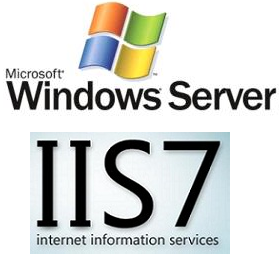 Microsoft®
Windows Server
IIS7
internet information services